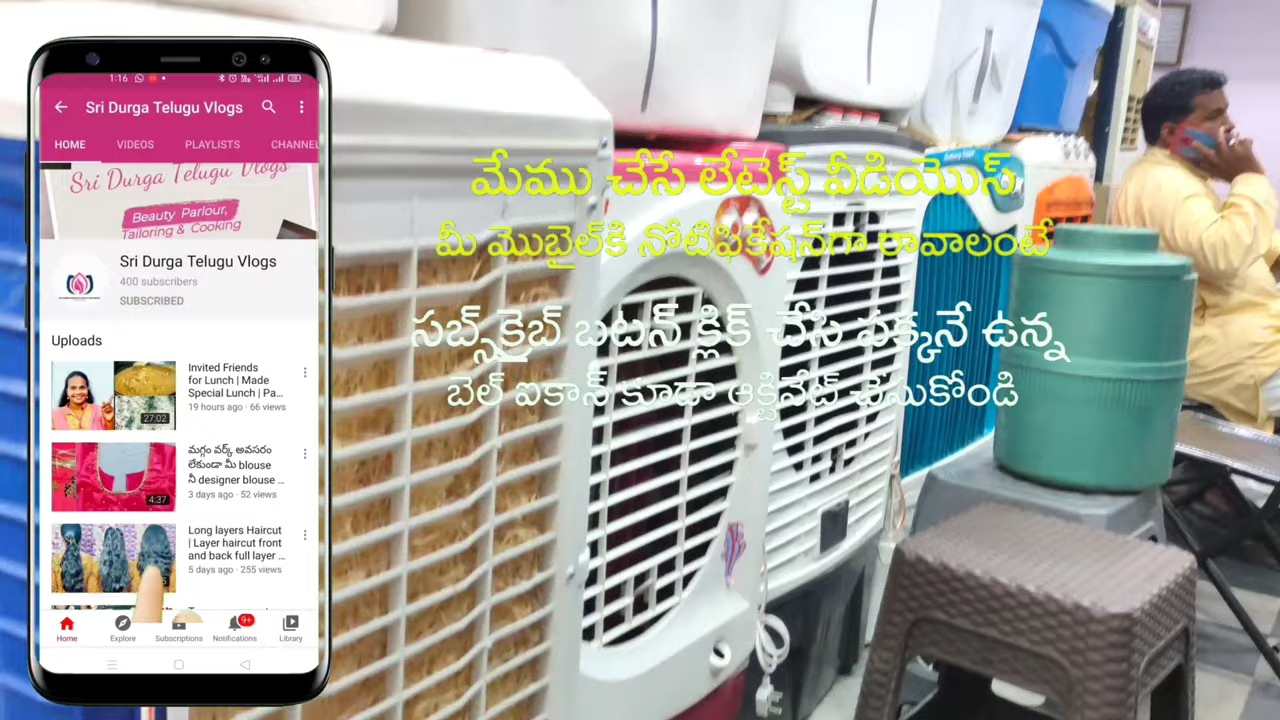 1:16
Sri Durga Telugu Vlogs
HOME VIDEOS PLAYLISTS CHANNEL
Sri Durga Telugu Vlogs
Beauty Parlour,
Tailoring & Cooking
Sri Durga Telugu Vlogs
400 subscribers
SUBSCRIBED
Uploads
Invited Friends
for Lunch | Made
Special Lunch | Pa...
19 hours ago · 66 views
27:02
మగ్గం వర్క్ అవసరం
లేకుండా మీ blouse
నీ designer blouse ...
3 days ago · 52 views
4:37
Long layers Haircut
| Layer haircut front
and back full layer ...
5 days ago · 255 views
9+
Home Explore Subscriptions Notifications Library
మేము చేసే లేటెస్ట్ వీడియోస్
మీ మొబైల్‌కి నోటిఫికేషన్‌గా రావాలంటే
సబ్స్క్రైబ్ బటన్ క్లిక్ చేసి పక్కనే ఉన్న
బెల్ ఐకాన్ కూడా ఆక్టివేట్ చేసుకోండి